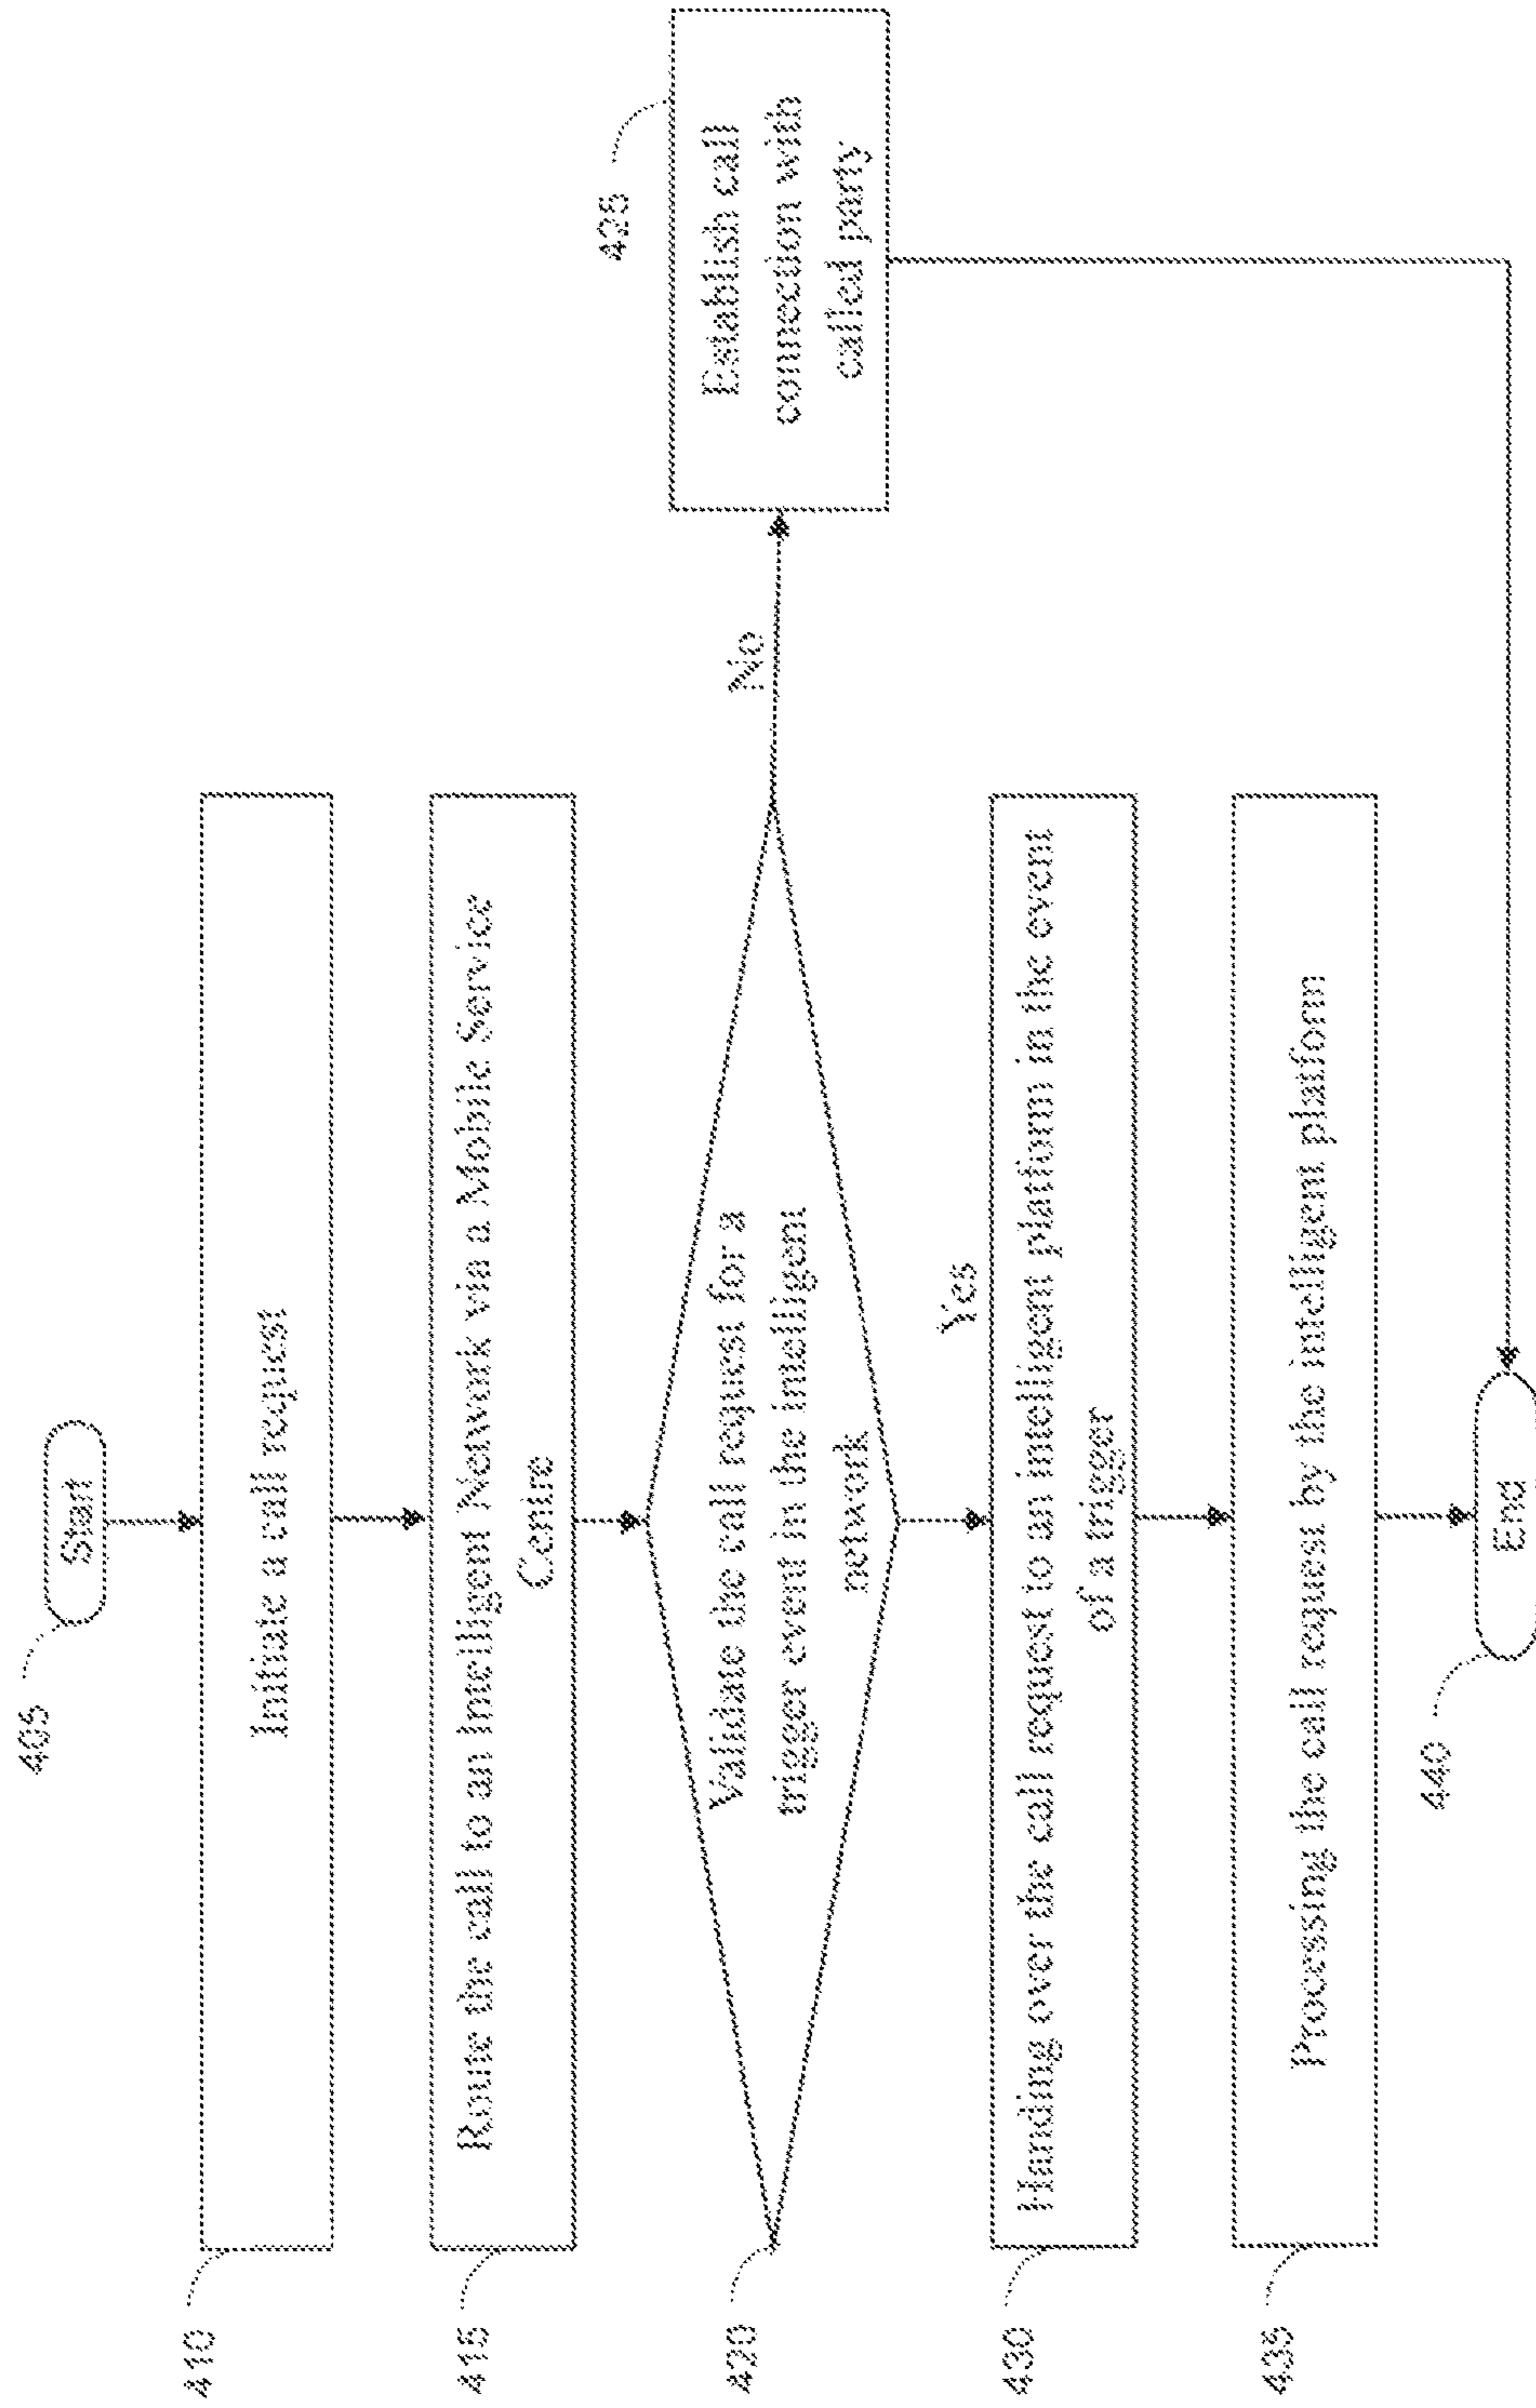 405
Start
410
Initiate a call request
415
Route the call to an Intelligent Network via a Mobile Service
Centre
420
Validate the call request for a
trigger event in the intelligent
network
No
425
Establish call
connection with
called party
Yes
430
Handing over the call request to an intelligent platform in the event
of a trigger
435
Processing the call request by the intelligent platform
440
End